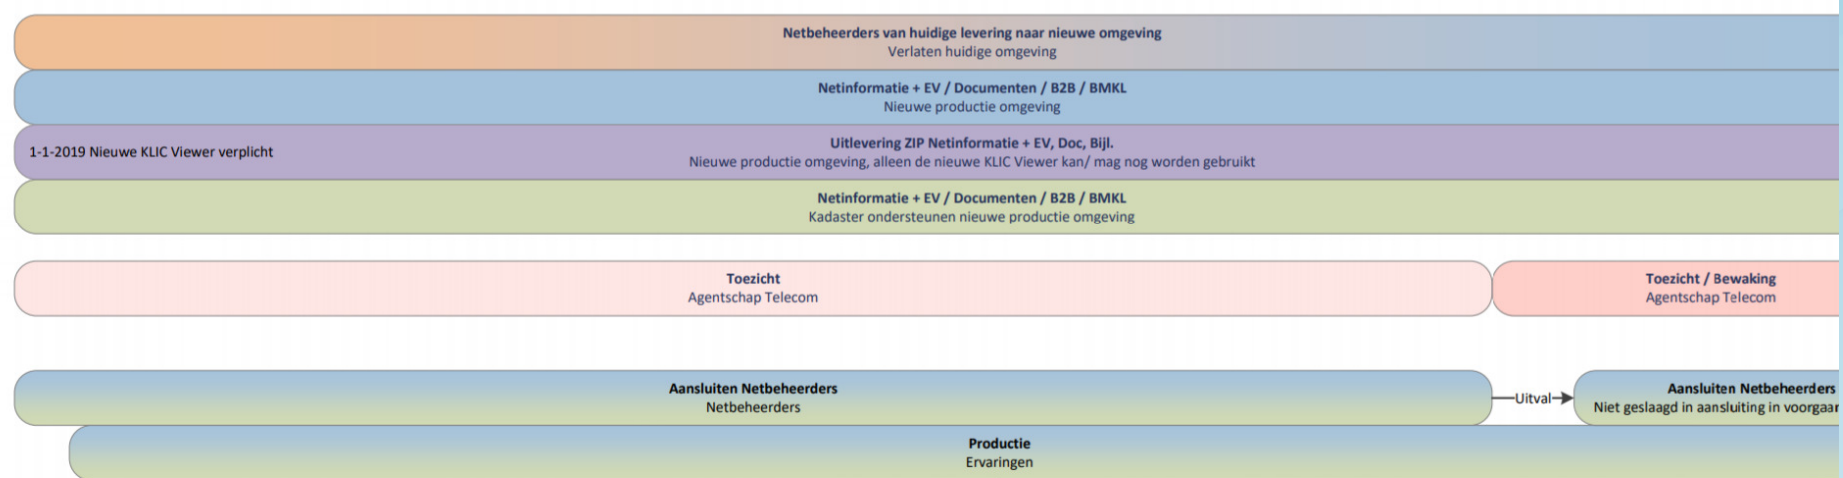 Netbeheerders van huidige levering naar nieuwe omgeving
Verlaten huidige omgeving
Netinformatie + EV / Documenten / B2B / BMKL
Nieuwe productie omgeving
1-1-2019 Nieuwe KLIC Viewer verplicht
Uitlevering ZIP Netinformatie + EV, Doc, Bijl.
Nieuwe productie omgeving, alleen de nieuwe KLIC Viewer kan/ mag nog worden gebruikt
Netinformatie + EV / Documenten / B2B / BMKL
Kadaster ondersteunen nieuwe productie omgeving
Toezicht
Agentschap Telecom
Toezicht / Bewaking
Agentschap Telecom
Aansluiten Netbeheerders
Netbeheerders
Uitval
Aansluiten Netbeheerders
Niet geslaagd in aansluiting in
Productie
Ervaringen